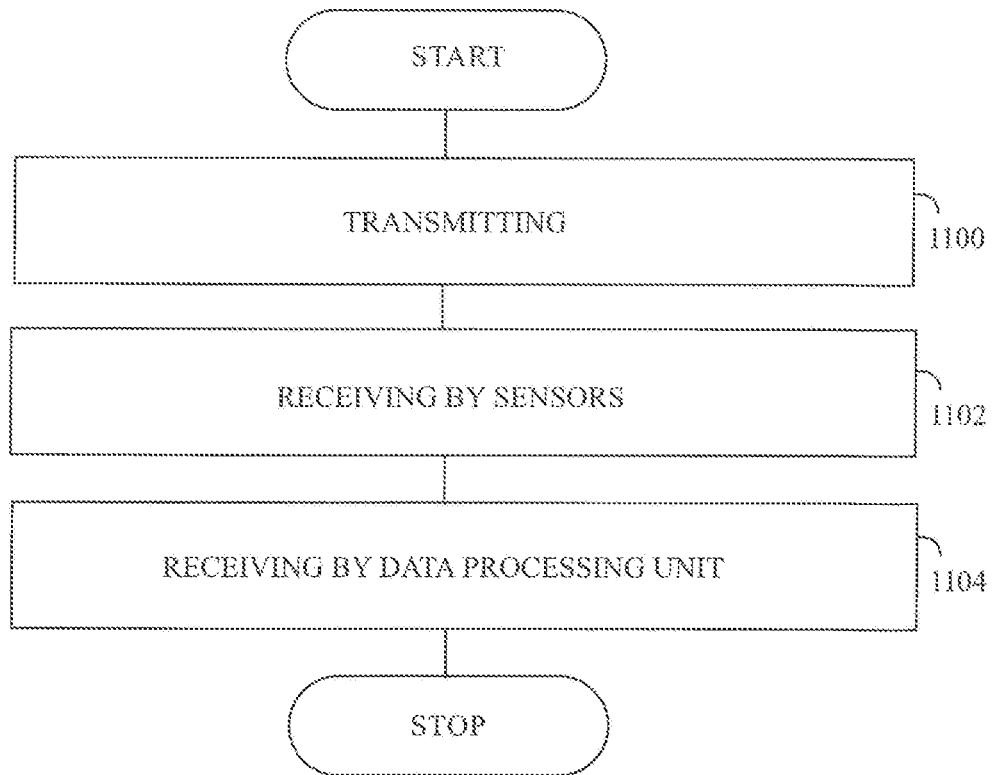 START
TRANSMITTING
1100
RECEIVING BY SENSORS
1102
RECEIVING BY DATA PROCESSING UNIT
1104
STOP